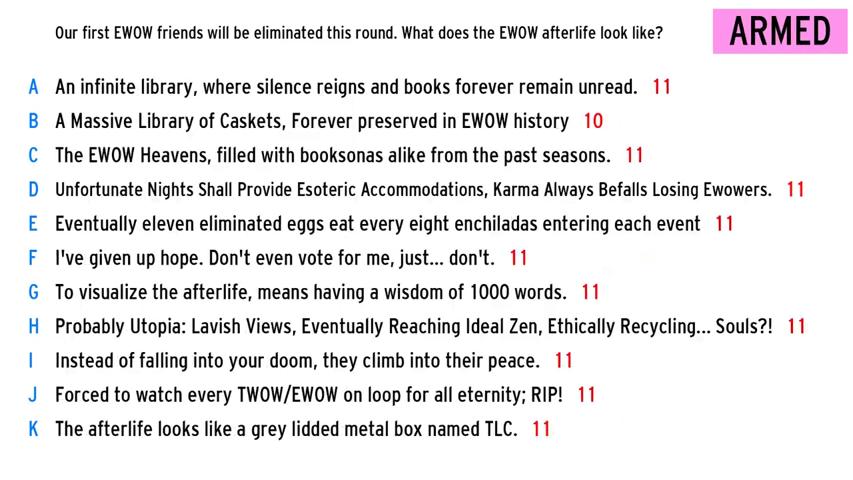 Our first EWOW friends will be eliminated this round. What does the EWOW afterlife look like?
ARMED
A An infinite library, where silence reigns and books forever remain unread. 11
B A Massive Library of Caskets, Forever preserved in EWOW history 10
C The EWOW Heavens, filled with booksonas alike from the past seasons. 11
D Unfortunate Nights Shall Provide Esoteric Accommodations, Karma Always Befalls Losing Ewowers. 11
E Eventually eleven eliminated eggs eat every eight enchiladas entering each event 11
F I've given up hope. Don't even vote for me, just... don't. 11
G To visualize the afterlife, means having a wisdom of 1000 words. 11
H Probably Utopia: Lavish Views, Eventually Reaching Ideal Zen, Ethically Recycling... Souls?! 11
I Instead of falling into your doom, they climb into their peace. 11
J Forced to watch every TWOW/EWOW on loop for all eternity; RIP! 11
K The afterlife looks like a grey lidded metal box named TLC. 11